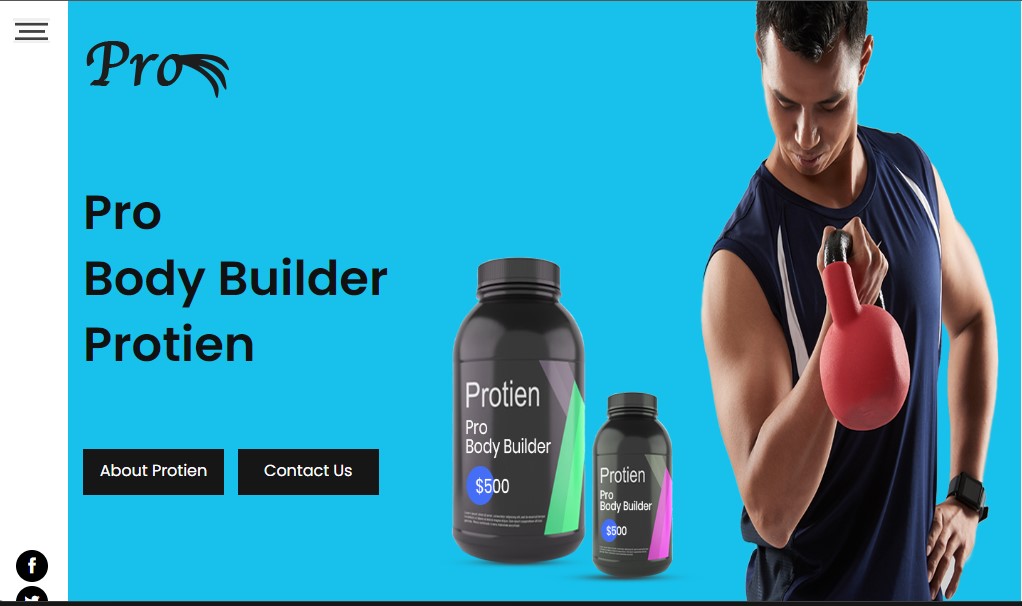 Pro
Pro
Body Builder
Protien
About Protien
Contact Us
Protien
Pro
Body Builder
$500
Protien
Pro
Body Builder
$500